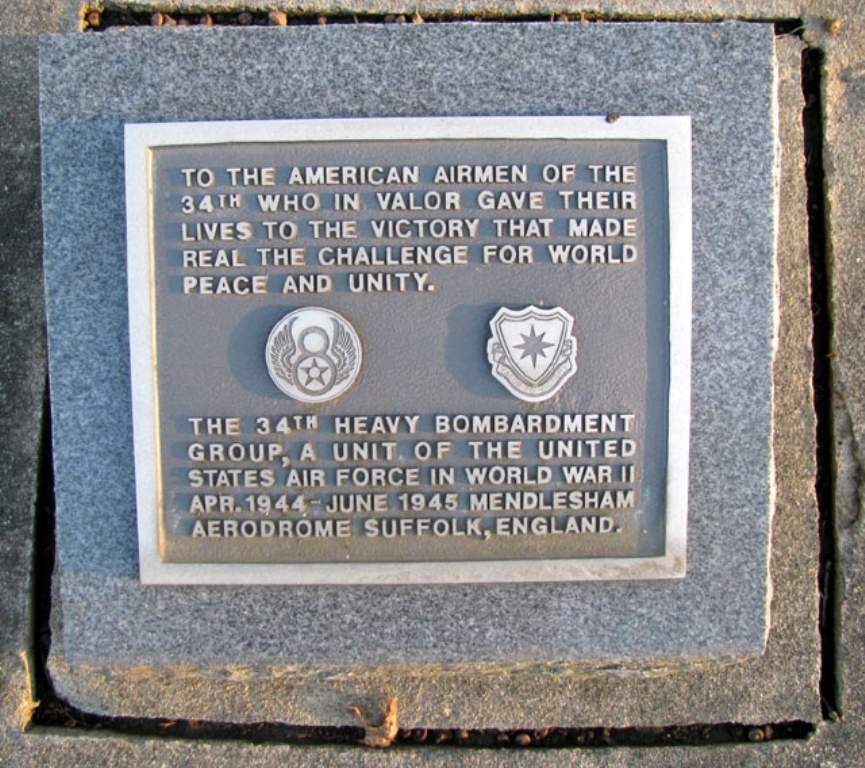 TO THE AMERICAN AIRMEN OF THE
34TH WHO IN VALOR GAVE THEIR
LIVES TO THE VICTORY THAT MADE
REAL THE CHALLENGE FOR WORLD
PEACE AND UNITY.
8
THE 34TH HEAVY BOMBARDMENT
GROUP, A UNIT OF THE UNITED
STATES AIR FORCE IN WORLD WAR II
APR. 1944 - JUNE 1945 MENDLESHAM
AERODROME SUFFOLK, ENGLAND.